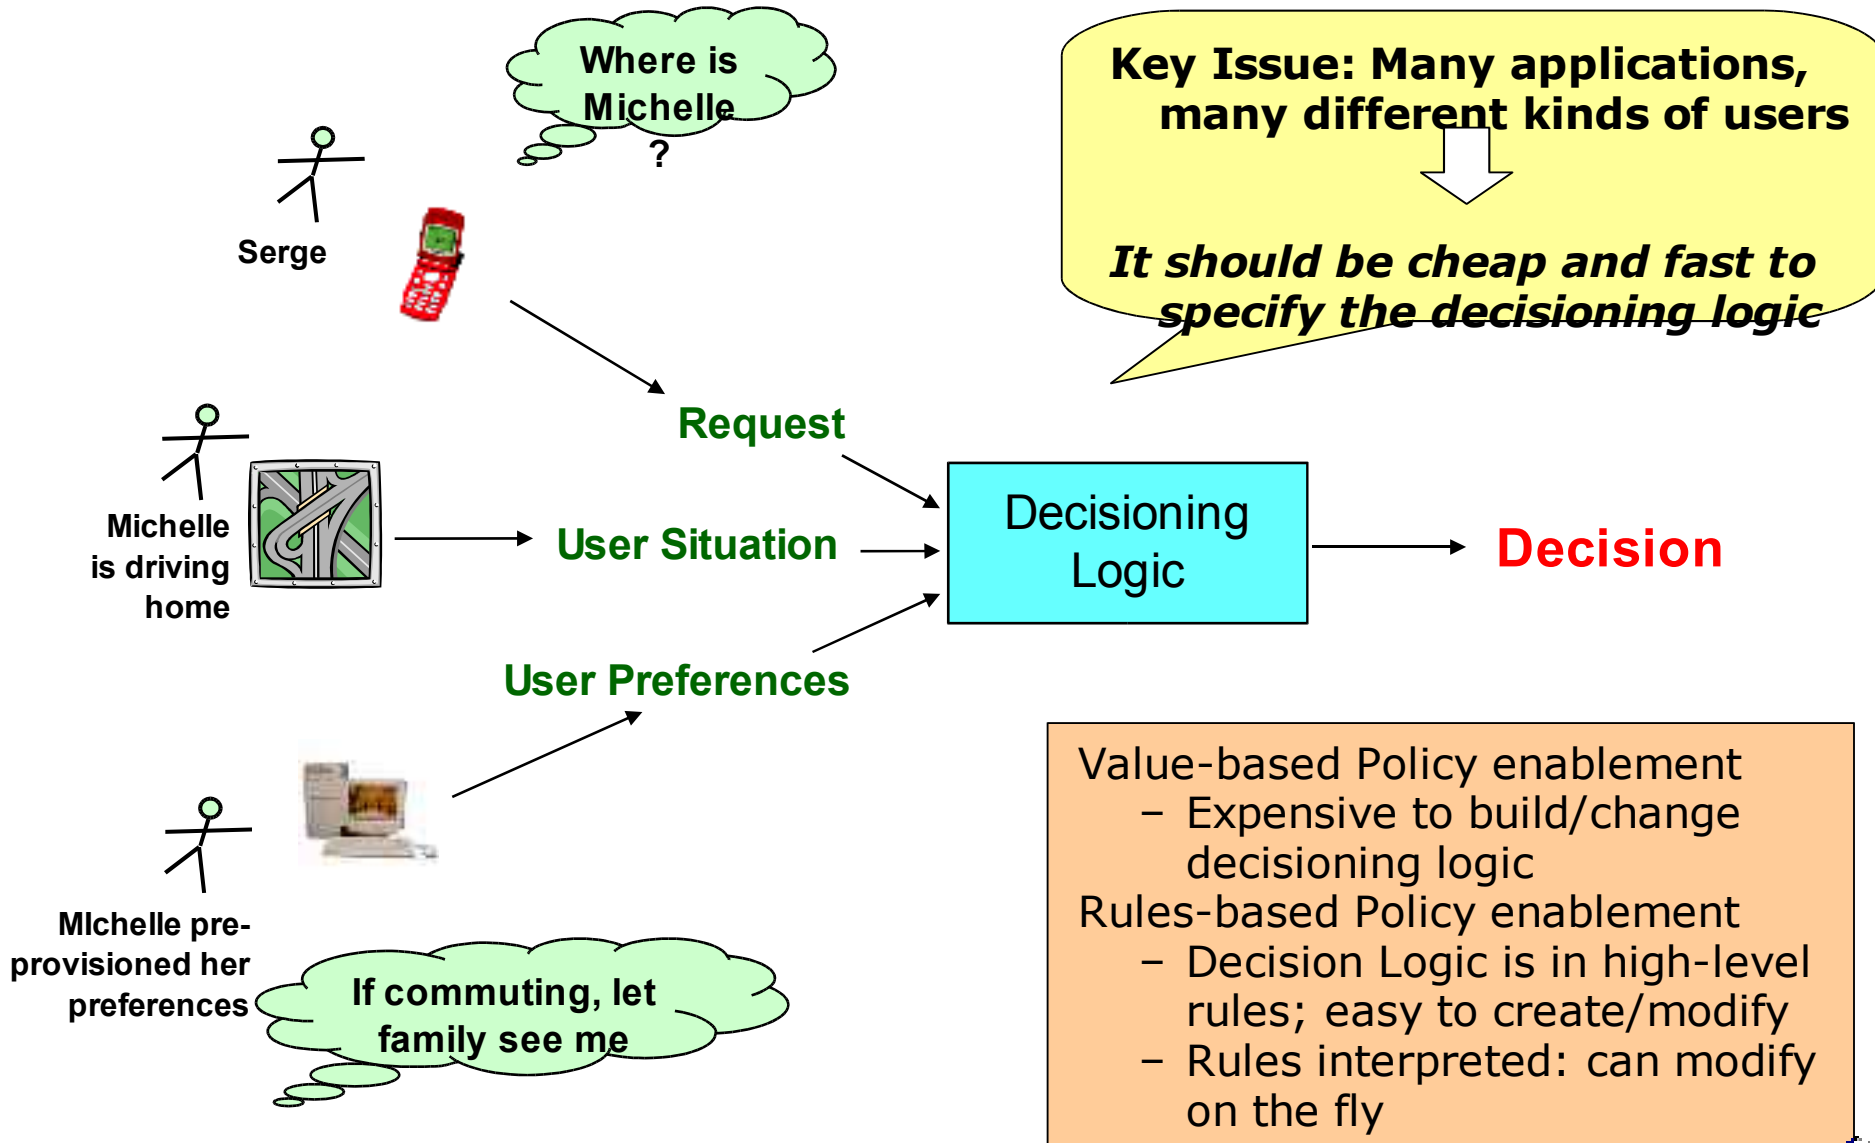 Where is
Michelle
?
Key Issue: Many applications,
many different kinds of users
It should be cheap and fast to
specify the decisioning logic
Serge
Request
Michelle
is driving
home
User Situation
Decisioning
Logic
Decision
User Preferences
MIchelle pre-
provisioned her
preferences
If commuting, let
family see me
Value-based Policy enablement
– Expensive to build/change
decisioning logic
Rules-based Policy enablement
– Decision Logic is in high-level
rules; easy to create/modify
– Rules interpreted: can modify
on the fly